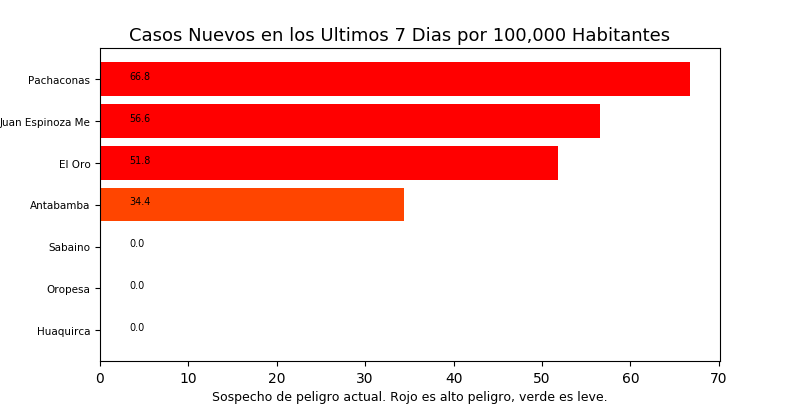 Casos Nuevos en los Ultimos 7 Dias por 100,000 Habitantes
Pachaconas 66.8
Juan Espinoza Me 56.6
El Oro 51.8
Antabamba 34.4
Sabaino 0.0
Oropesa 0.0
Huaquirca 0.0
0 10 20 30 40 50 60 70
Sospecho de peligro actual. Rojo es alto peligro, verde es leve.